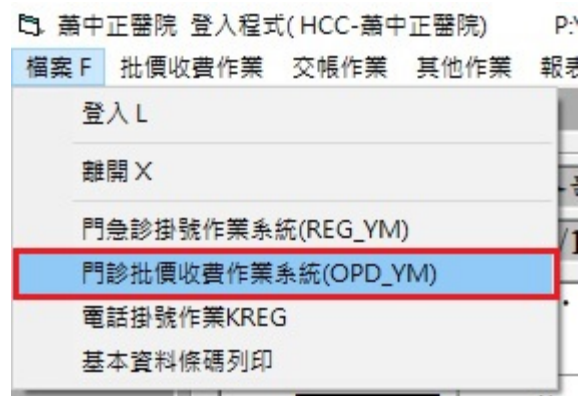 蕭中正醫院 登入程式( HCC-蕭中正醫院) P:\
檔案 F 批價收費作業 交帳作業 其他作業 報表
登入 L
離開 X
門急診掛號作業系統(REG_YM)
門診批價收費作業系統(OPD_YM)
電話掛號作業KREG
基本資料條碼列印